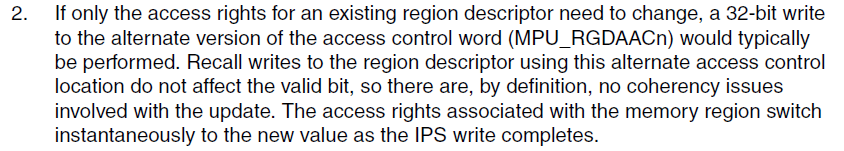 2. If only the access rights for an existing region descriptor need to change, a 32-bit write
to the alternate version of the access control word (MPU_RGDAACn) would typically
be performed. Recall writes to the region descriptor using this alternate access control
location do not affect the valid bit, so there are, by definition, no coherency issues
involved with the update. The access rights associated with the memory region switch
instantaneously to the new value as the IPS write completes.